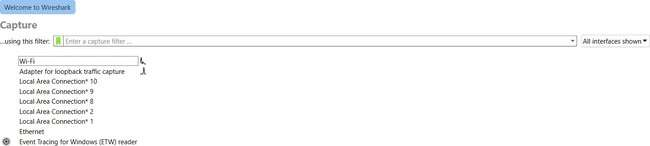 Welcome to Wireshark
Capture
...using this filter: Enter a capture filter ... All interfaces shown
Wi-Fi
Adapter for loopback traffic capture
Local Area Connection* 10
Local Area Connection* 9
Local Area Connection* 8
Local Area Connection* 2
Local Area Connection* 1
Ethernet
Event Tracing for Windows (ETW) reader